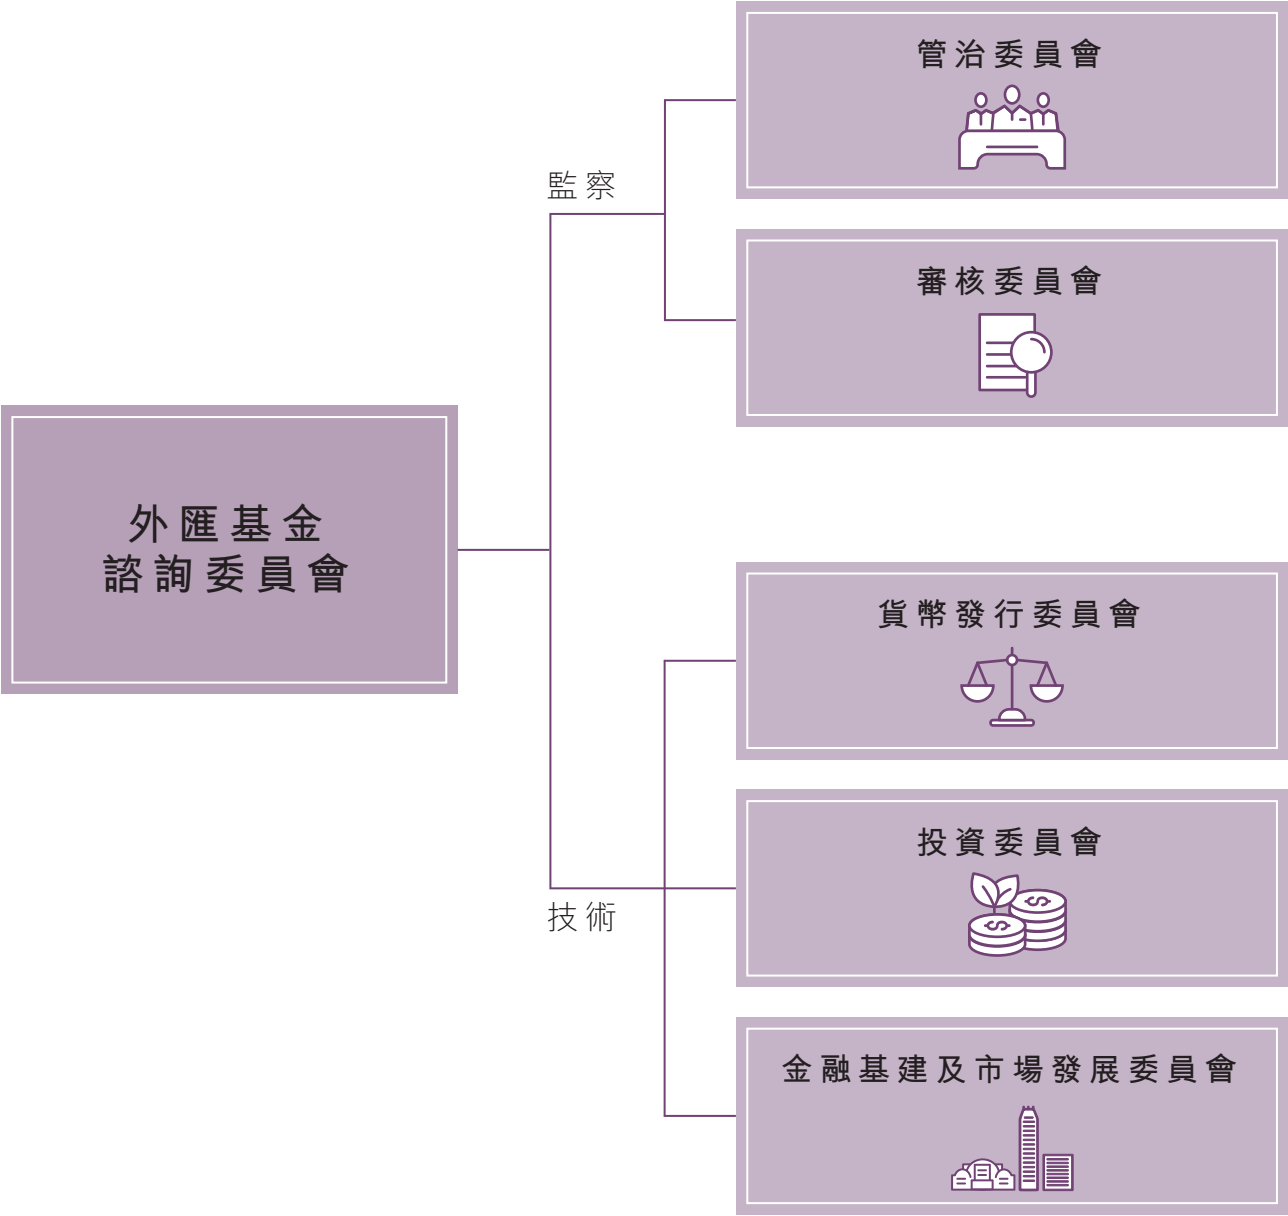 外匯基金
諮詢委員會
監察
管治委員會
審核委員會
技術
貨幣發行委員會
投資委員會
金融基建及市場發展委員會